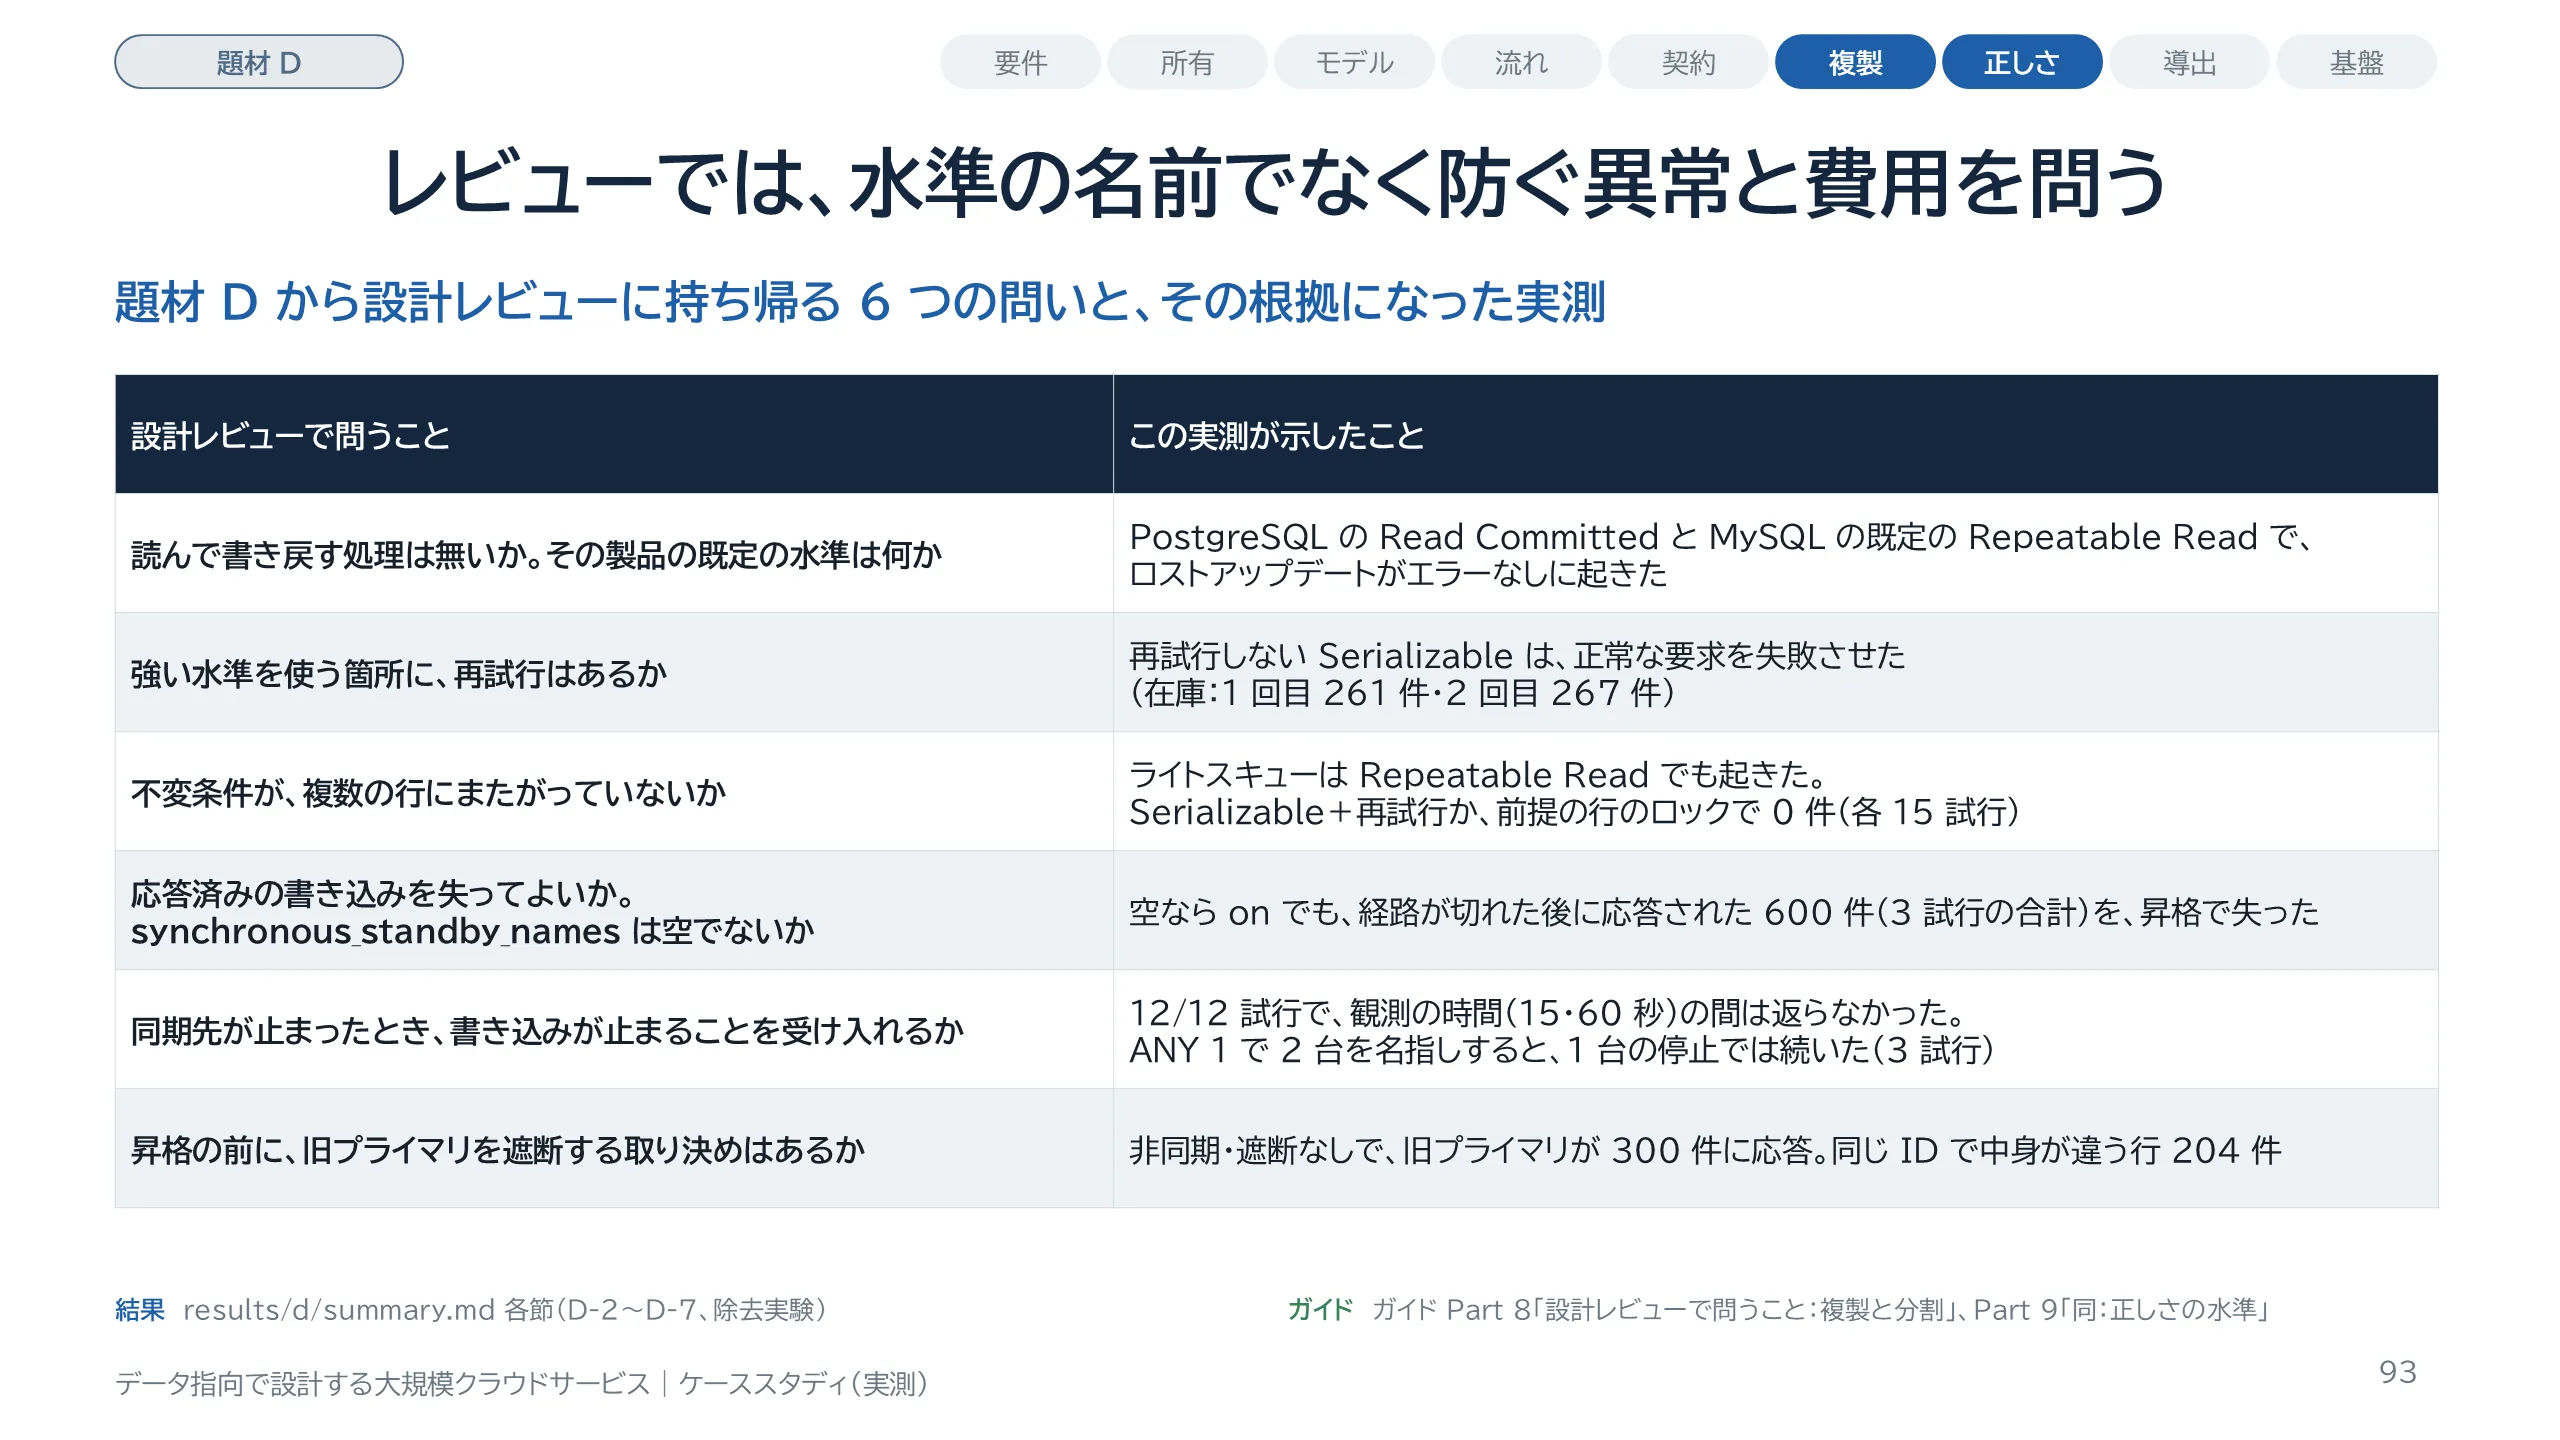 題材 D
要件
所有
モデル
流れ
契約
複製
正しさ
導出
基盤
レビューでは、水準の名前でなく防ぐ異常と費用を問う
題材 D から設計レビューに持ち帰る 6 つの問いと、その根拠になった実測
設計レビューで問うこと
この実測が示したこと
読んで書き戻す処理は無いか。その製品の既定の水準は何か
PostgreSQL の Read Committed と MySQL の既定の Repeatable Read で、
ロストアップデートがエラーなしに起きた
強い水準を使う箇所に、再試行はあるか
再試行しない Serializable は、正常な要求を失敗させた
（在庫：1 回目 261 件・2 回目 267 件）
不変条件が、複数の行にまたがっていないか
ライトスキューは Repeatable Read でも起きた。
Serializable＋再試行か、前提の行のロックで 0 件（各 15 試行）
応答済みの書き込みを失ってよいか。
synchronous_standby_names は空でないか
空なら on でも、経路が切れた後に応答された 600 件（3 試行の合計）を、昇格で失った
同期先が止まったとき、書き込みが止まることを受け入れるか
12/12 試行で、観測の時間（15・60 秒）の間は返らなかった。
ANY 1 で 2 台を名指しすると、1 台の停止では続いた（3 試行）
昇格の前に、旧プライマリを遮断する取り決めはあるか
非同期・遮断なしで、旧プライマリが 300 件に応答。同じ ID で中身が違う行 204 件
結果 results/d/summary.md 各節（D-2～D-7、除去実験）
ガイド ガイド Part 8「設計レビューで問うこと：複製と分割」、Part 9「同：正しさの水準」
データ指向で設計する大規模クラウドサービス｜ケーススタディ（実測）
93